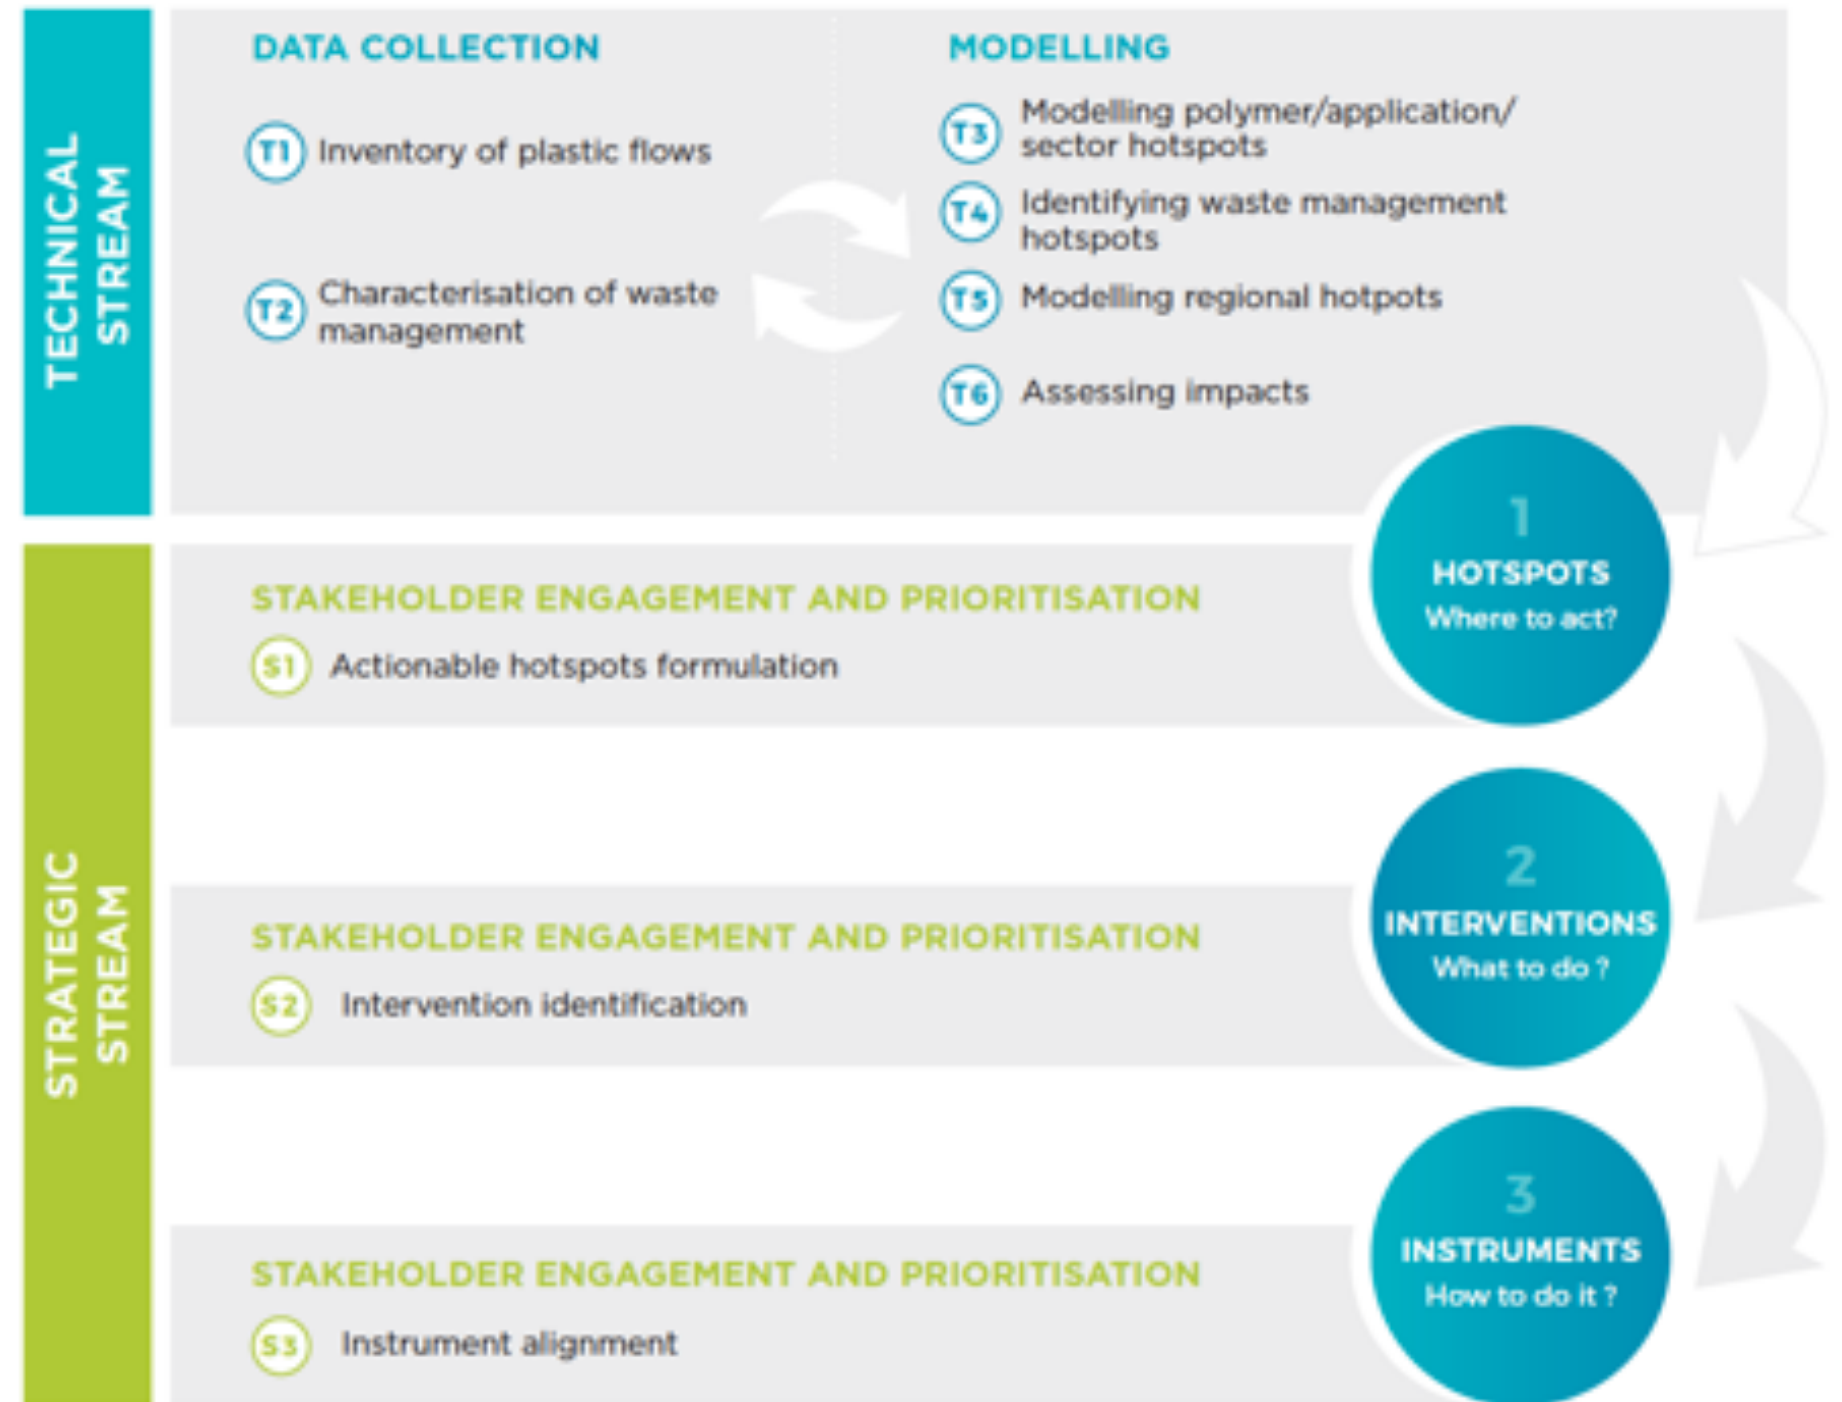 TECHNICAL
STREAM
DATA COLLECTION
T1 Inventory of plastic flows
T2 Characterisation of waste
management
MODELLING
T3 Modelling polymer/application/
sector hotspots
T4 Identifying waste management
hotspots
T5 Modelling regional hotpots
T6 Assessing impacts
1
HOTSPOTS
Where to act?
STRATEGIC
STREAM
STAKEHOLDER ENGAGEMENT AND PRIORITISATION
S1 Actionable hotspots formulation
2
INTERVENTIONS
What to do ?
STAKEHOLDER ENGAGEMENT AND PRIORITISATION
S2 Intervention identification
3
INSTRUMENTS
How to do it ?
STAKEHOLDER ENGAGEMENT AND PRIORITISATION
S3 Instrument alignment